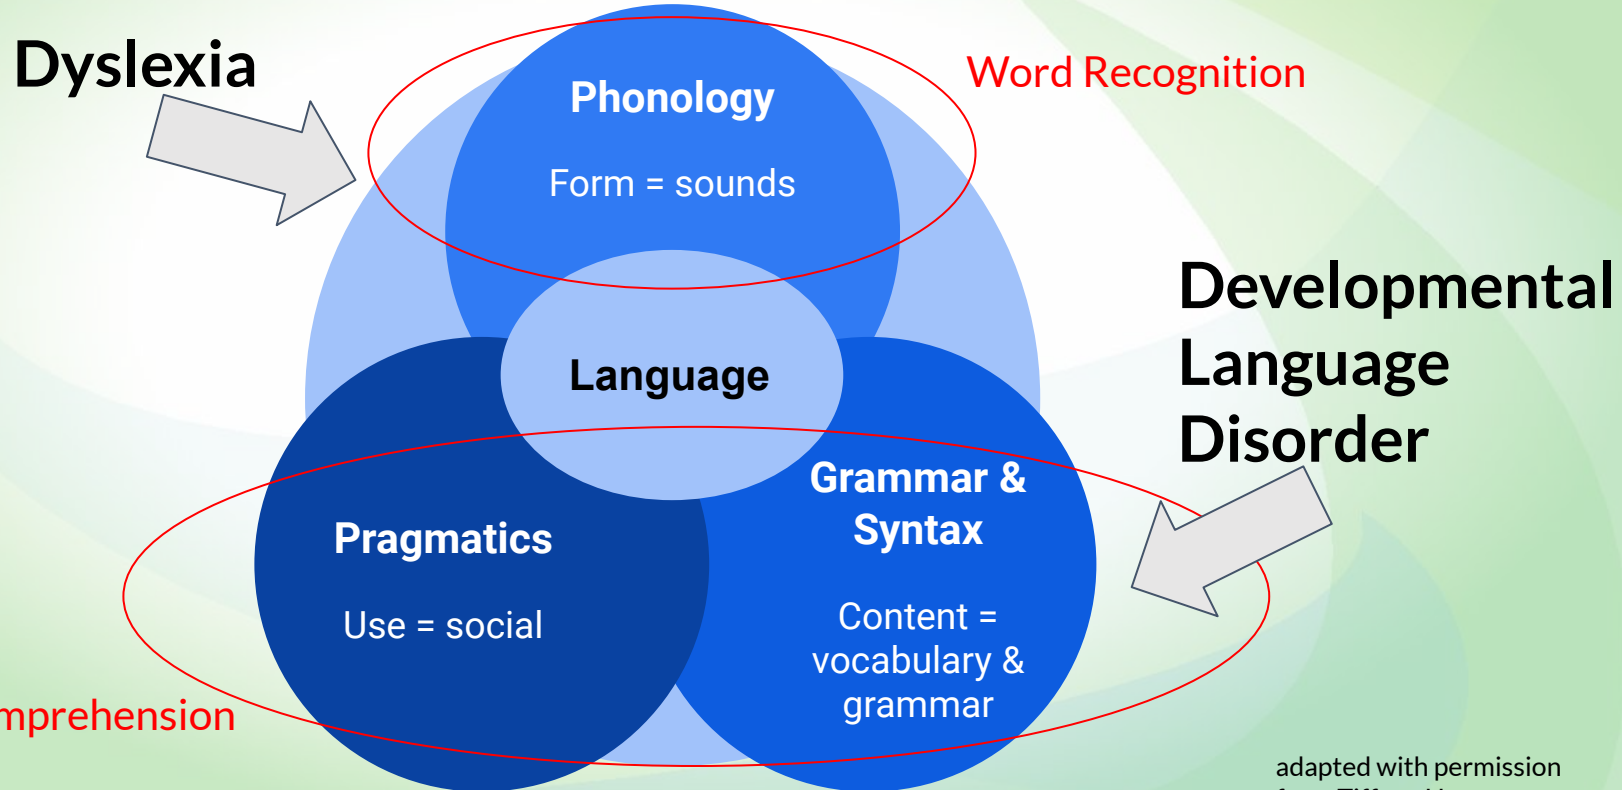 Dyslexia
Word Recognition
Phonology
Form = sounds
Developmental
Language
Disorder
Language
Grammar &
Syntax
Pragmatics
Use = social
Content =
vocabulary &
grammar
mprehension
adapted with permission